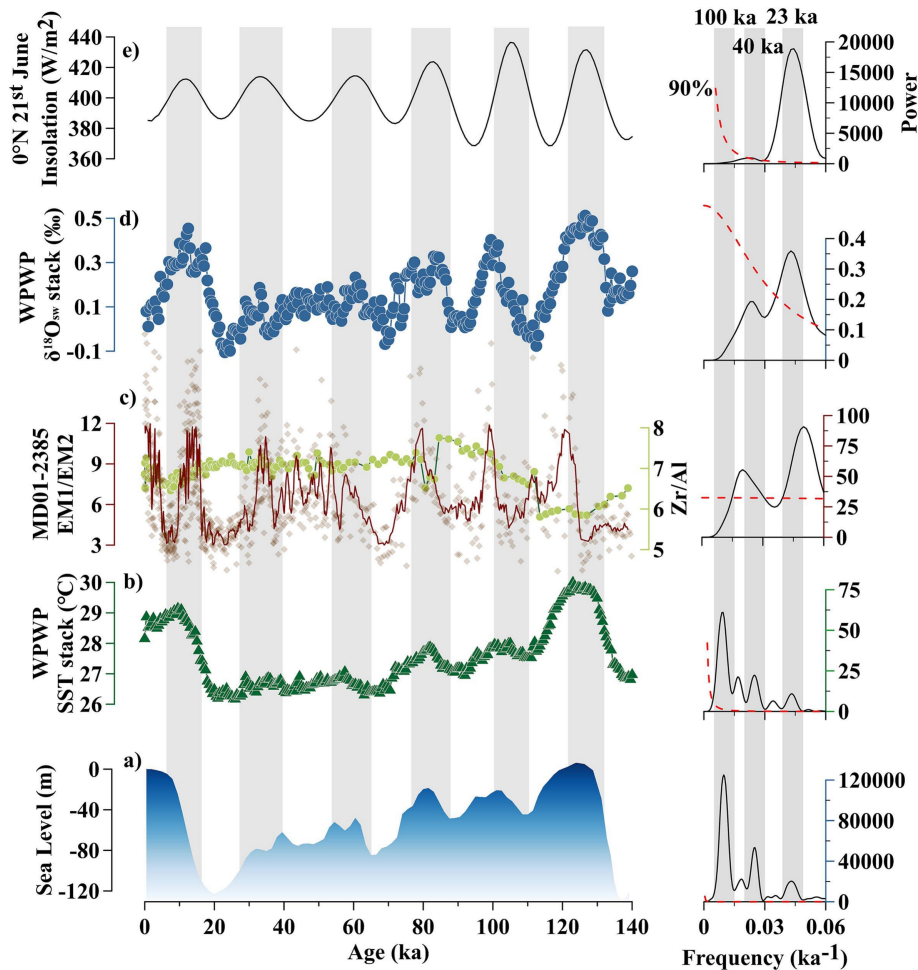 100 ka 23 ka
40 ka
e)
0°N 21st June
Insolation (W/m2)
440
420
400
380
360
90%
20000
15000
10000
5000
0
Power
d)
WPWP
δ18Osw stack (‰)
0.5
0.3
0.1
-0.1
0.4
0.3
0.2
0.1
0
c)
MD01-2385
EM1/EM2
12
9
6
3
8
7
6
5
Zr/Al
100
75
50
25
0
b)
WPWP
SST stack (°C)
30
29
28
27
26
75
50
25
0
a)
Sea Level (m)
0
-40
-80
-120
120000
80000
40000
0
0 20 40 60 80 100 120 140
Age (ka)
0 0.03 0.06
Frequency (ka-1)